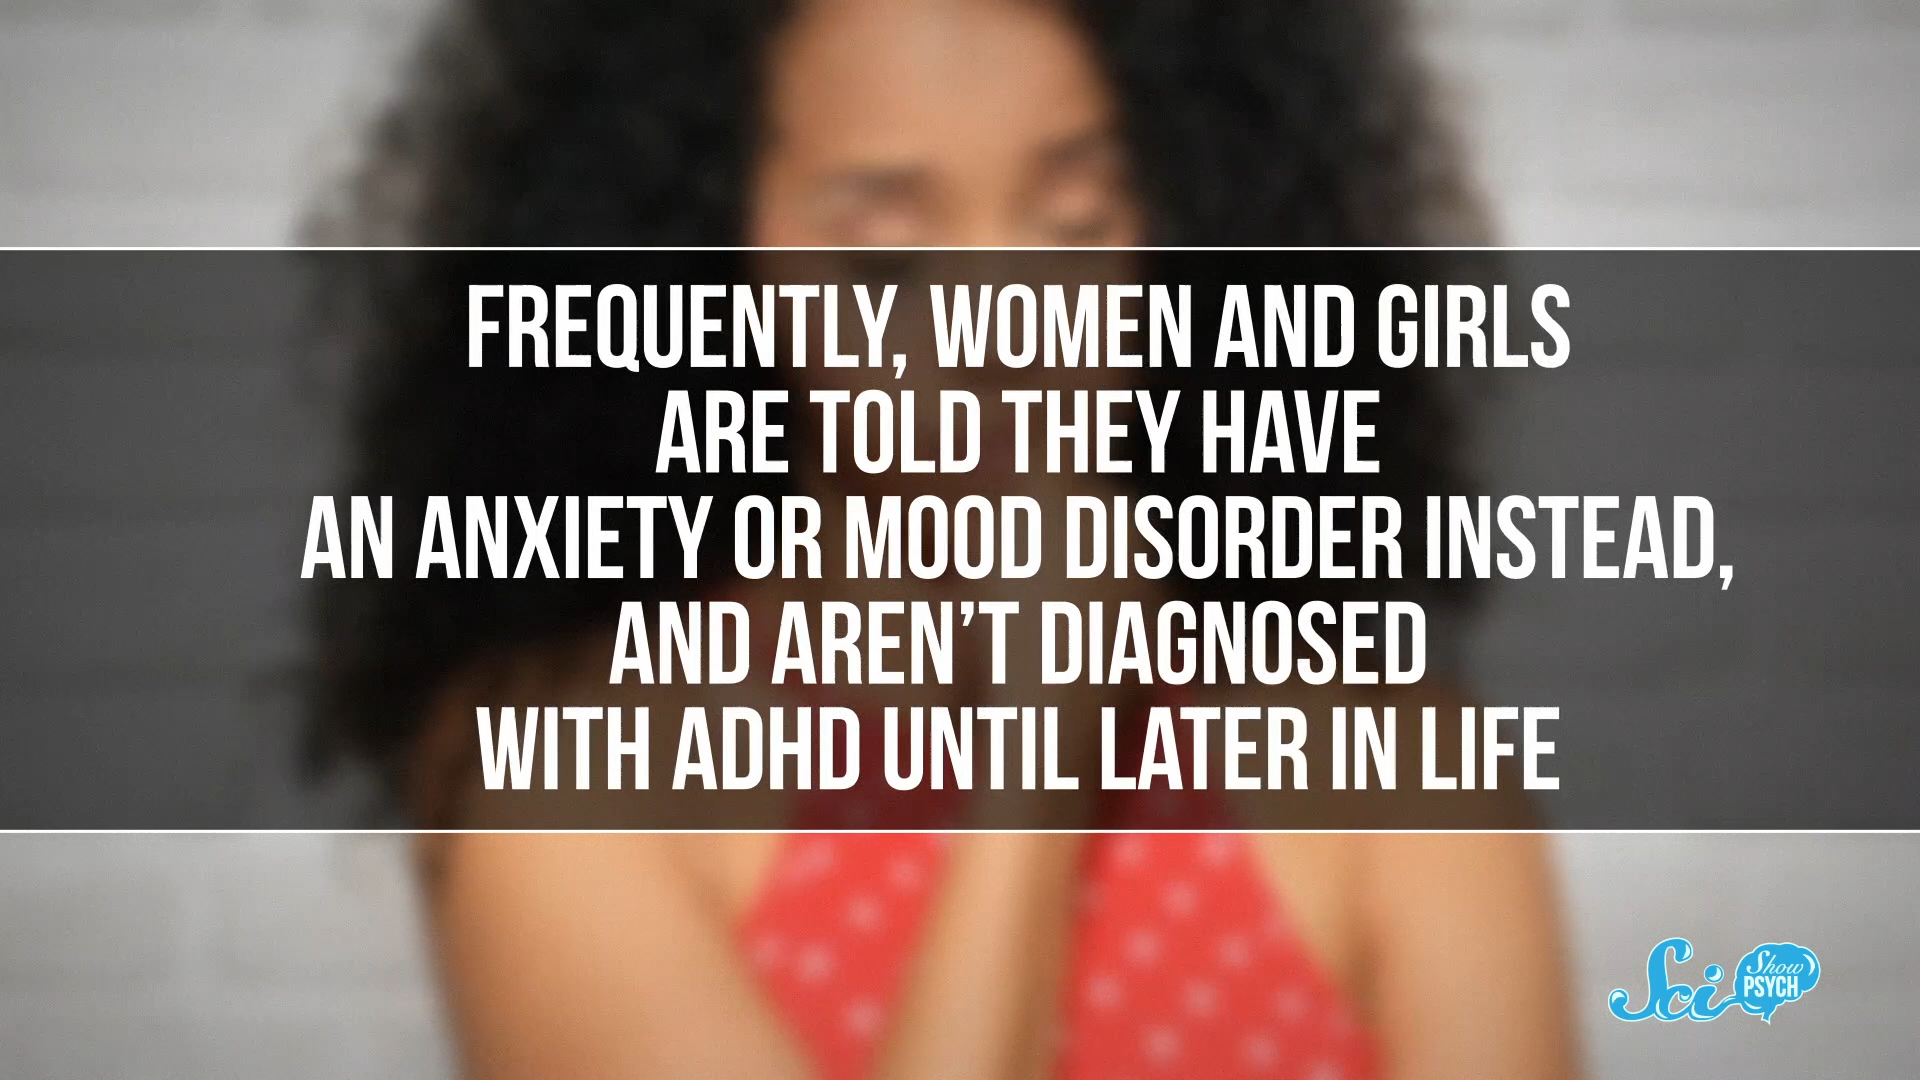 FREQUENTLY, WOMEN AND GIRLS
ARE TOLD THEY HAVE
AN ANXIETY OR MOOD DISORDER INSTEAD,
AND AREN'T DIAGNOSED
WITH ADHD UNTIL LATER IN LIFE
Sci Show
PSYCH